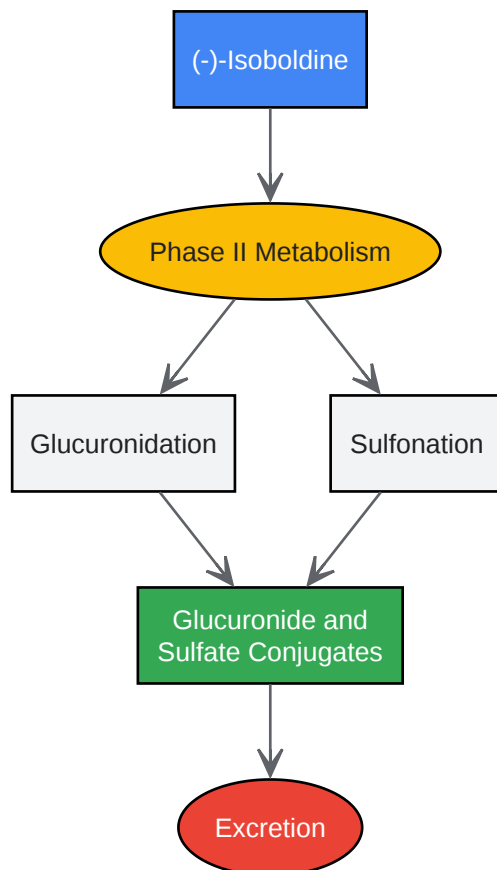 (-)-Isoboldine
Phase II Metabolism
Glucuronidation
Sulfonation
Glucuronide and
Sulfate Conjugates
Excretion